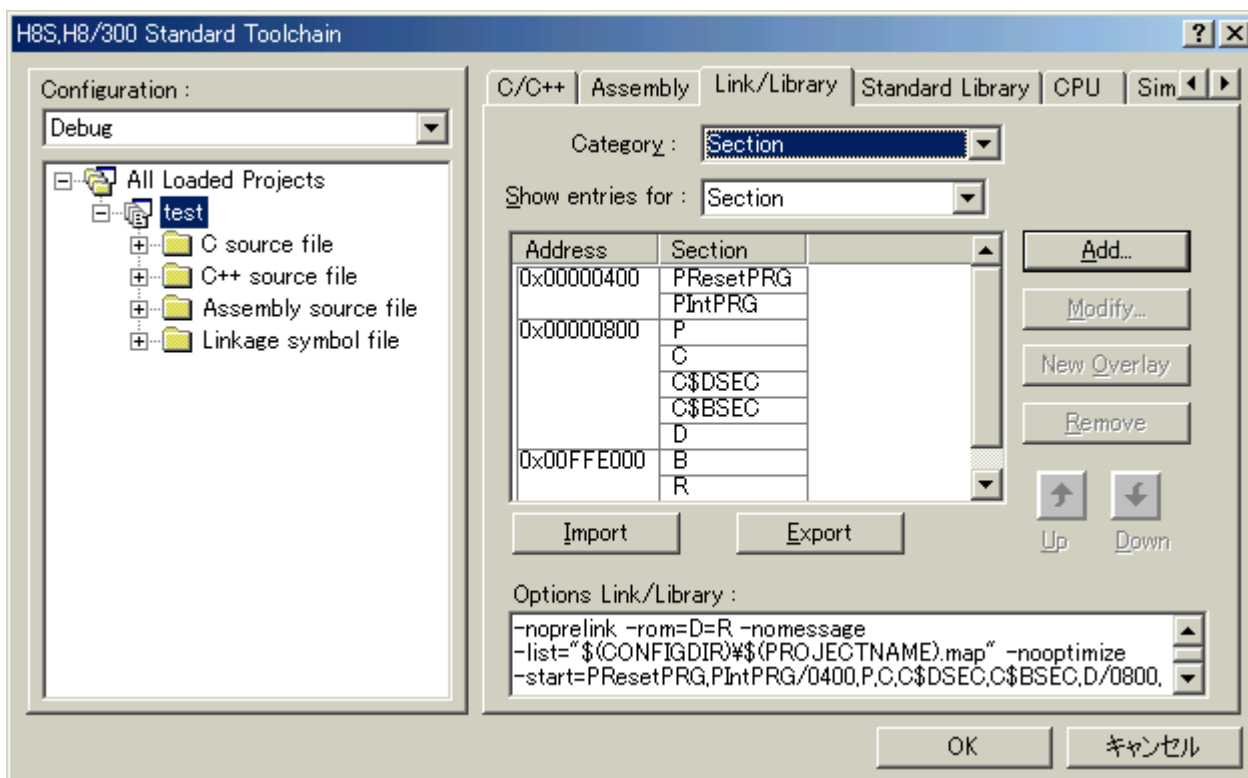 H8S,H8/300 Standard Toolchain
Configuration :
Debug
All Loaded Projects
test
C source file
C++ source file
Assembly source file
Linkage symbol file
C/C++ Assembly Link/Library Standard Library CPU Sim
Category : Section
Show entries for : Section
Address Section
0x00000400 PResetPRG
PIntPRG
0x00000800 P
C
C$DSEC
C$BSEC
D
0x00FFE000 B
R
Add...
Modify...
New Overlay
Remove
Up Down
Import Export
Options Link/Library :
-noprelink -rom=D=R -nomessage
-list="$(CONFIGDIR)¥$(PROJECTNAME).map" -nooptimize
-start=PResetPRG,PIntPRG/0400,P,C,C$DSEC,C$BSEC,D/0800,
OK キャンセル